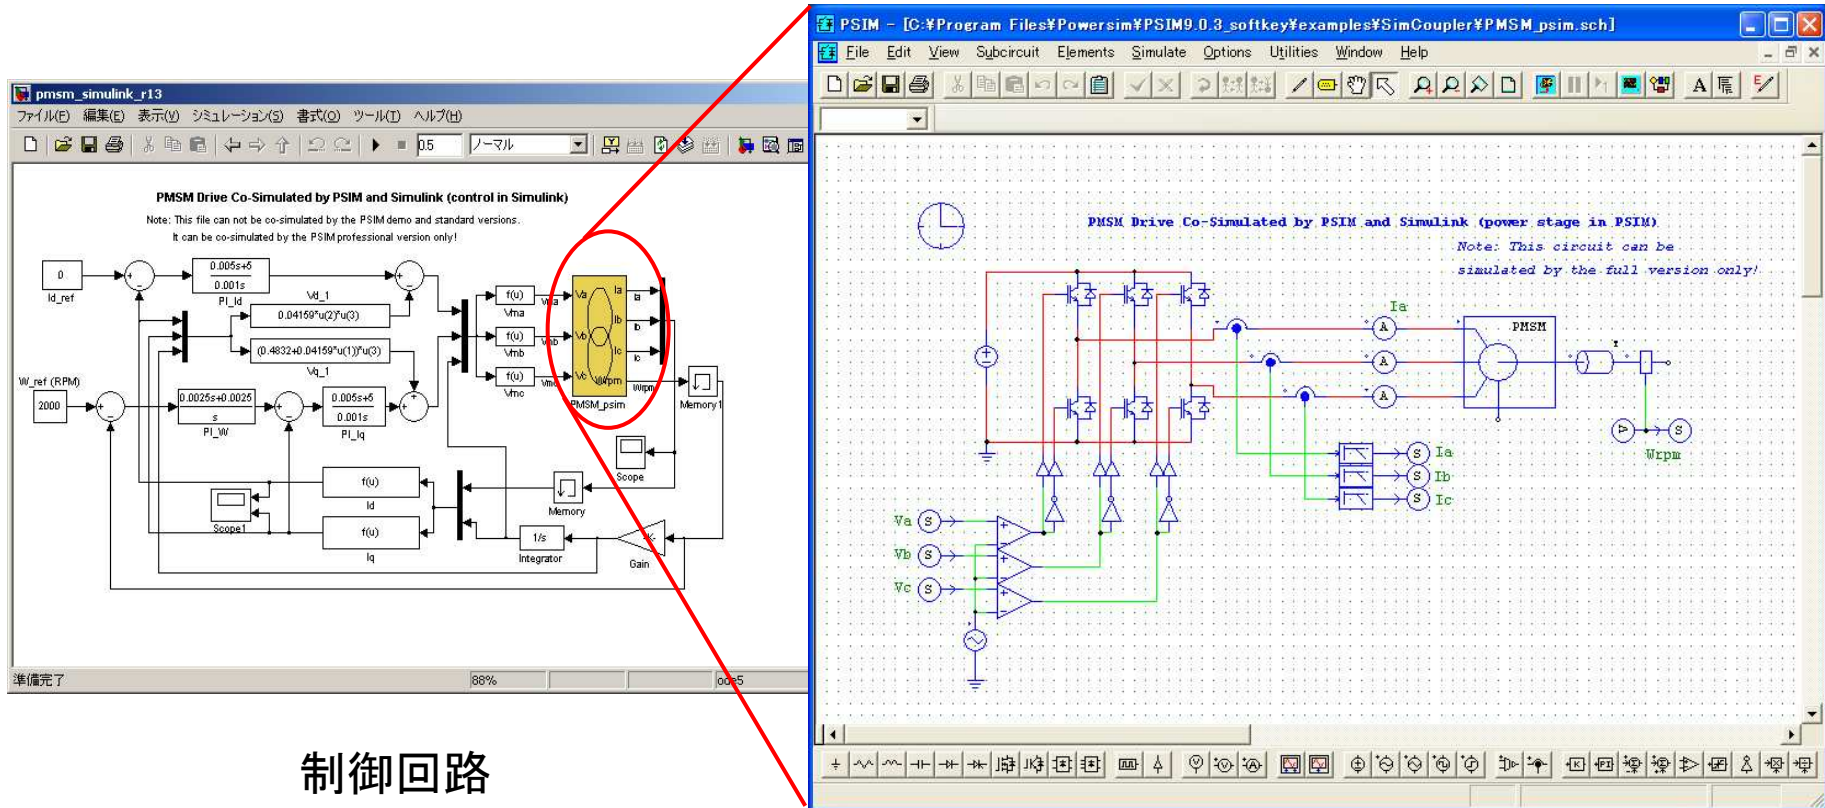 pmsm_simulink_r13
ファイル(F) 編集(E) 表示(V) シミュレーション(S) 書式(O) ツール(T) ヘルプ(H)
0.5 ノーマル
PMSM Drive Co-Simulated by PSIM and Simulink (control in Simulink)
Note: This file can not be co-simulated by the PSIM demo and standard versions.
It can be co-simulated by the PSIM professional version only!
0
Id_ref
0.005s+5
0.001s
PI_Id
Vd_1
0.04159*u(2)*u(3)
(0.4832+0.04159*u(1))*u(3)
Vq_1
W_ref (RPM)
2000
0.0025s+0.0025
s
PI_W
0.005s+5
0.001s
PI_Iq
f(u)
Vma
f(u)
Vmb
f(u)
Vmc
Va
Vb
Vc
Ia
Ib
Ic
Wrpm
PMSM_psim
Ia
Ib
Ic
Wrpm
Memory1
Scope
f(u)
Id
Memory
Scope1
f(u)
Iq
1/s
Integrator
Gain
準備完了
88%
ode5
制御回路
PSIM - [C:¥Program Files¥Powersim¥PSIM9.0.3_softkey¥examples¥SimCoupler¥PMSM_psim.sch]
File Edit View Subcircuit Elements Simulate Options Utilities Window Help
PMSM Drive Co-Simulated by PSIM and Simulink (power stage in PSIM)
Note: This circuit can be
simulated by the full version only!
Ia
A
A
A
PMSM
Wrpm
S
S Ia
S Ib
S Ic
Va S
Vb S
Vc S